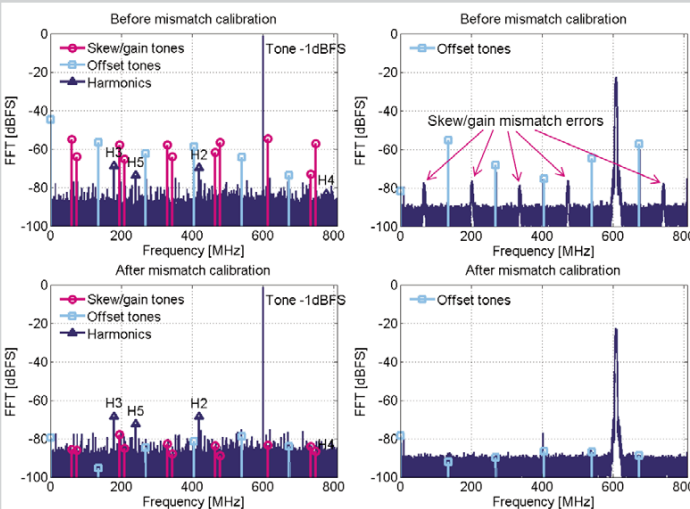 Before mismatch calibration
FFT [dBFS]
0
-20
-40
-60
-80
-100
Skew/gain tones
Offset tones
Harmonics
Tone -1dBFS
H3
H5
H2
H4
0 200 400 600 800
Frequency [MHz]
Before mismatch calibration
FFT [dBFS]
0
-20
-40
-60
-80
-100
Offset tones
Skew/gain mismatch errors
0 200 400 600 800
Frequency [MHz]
After mismatch calibration
FFT [dBFS]
0
-20
-40
-60
-80
-100
Skew/gain tones
Offset tones
Harmonics
Tone -1dBFS
H3
H5
H2
H4
0 200 400 600 800
Frequency [MHz]
After mismatch calibration
FFT [dBFS]
0
-20
-40
-60
-80
-100
Offset tones
0 200 400 600 800
Frequency [MHz]